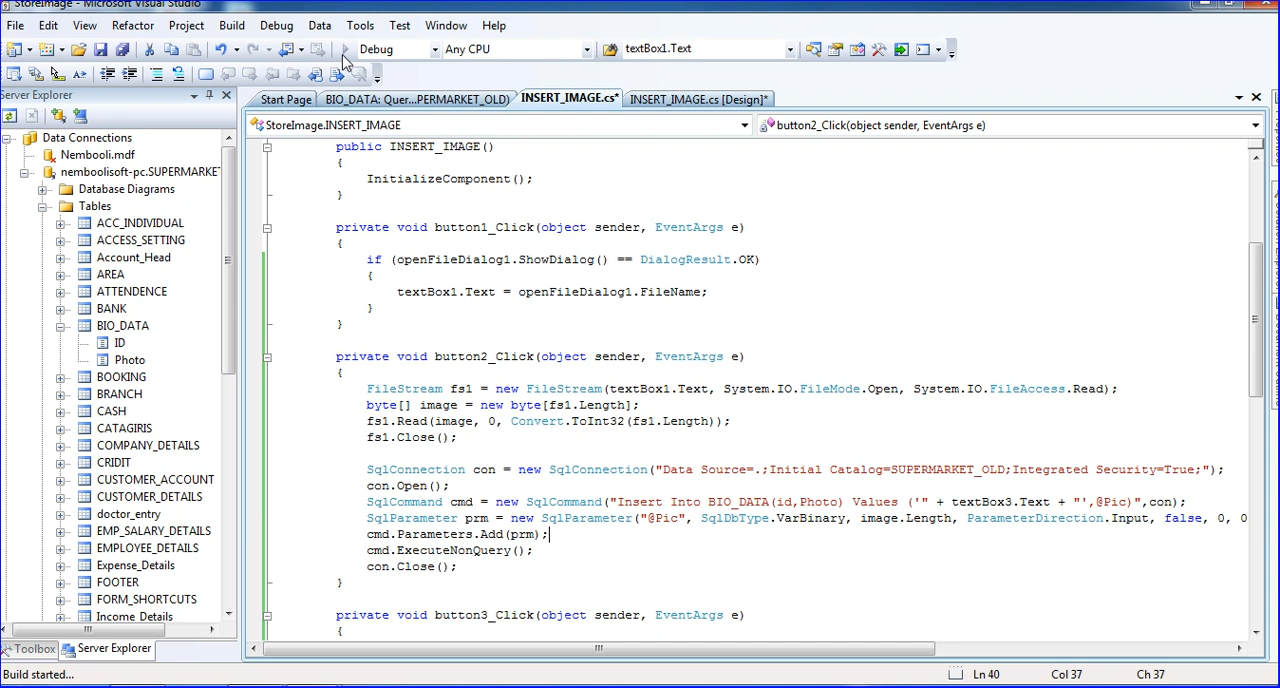 StoreImage - Microsoft Visual Studio
File Edit View Refactor Project Build Debug Data Tools Test Window Help
Debug Any CPU textBox1.Text
Server Explorer
Data Connections
Nembooli.mdf
nemboolisoft-pc.SUPERMARKET
Database Diagrams
Tables
ACC_INDIVIDUAL
ACCESS_SETTING
Account_Head
AREA
ATTENDENCE
BANK
BIO_DATA
ID
Photo
BOOKING
BRANCH
CASH
CATAGIRIS
COMPANY_DETAILS
CRIDIT
CUSTOMER_ACCOUNT
CUSTOMER_DETAILS
doctor_entry
EMP_SALARY_DETAILS
EMPLOYEE_DETAILS
Expense_Details
FOOTER
FORM_SHORTCUTS
Income Details
Toolbox Server Explorer
Start Page BIO_DATA: Quer...PERMARKET_OLD) INSERT_IMAGE.cs* INSERT_IMAGE.cs [Design]*
StoreImage.INSERT_IMAGE button2_Click(object sender, EventArgs e)
public INSERT_IMAGE()
{
InitializeComponent();
}
private void button1_Click(object sender, EventArgs e)
{
if (openFileDialog1.ShowDialog() == DialogResult.OK)
{
textBox1.Text = openFileDialog1.FileName;
}
}
private void button2_Click(object sender, EventArgs e)
{
FileStream fs1 = new FileStream(textBox1.Text, System.IO.FileMode.Open, System.IO.FileAccess.Read);
byte[] image = new byte[fs1.Length];
fs1.Read(image, 0, Convert.ToInt32(fs1.Length));
fs1.Close();
SqlConnection con = new SqlConnection("Data Source=.;Initial Catalog=SUPERMARKET_OLD;Integrated Security=True;");
con.Open();
SqlCommand cmd = new SqlCommand("Insert Into BIO_DATA(id,Photo) Values ('" + textBox3.Text + "',@Pic)",con);
SqlParameter prm = new SqlParameter("@Pic", SqlDbType.VarBinary, image.Length, ParameterDirection.Input, false, 0, 0
cmd.Parameters.Add(prm);
cmd.ExecuteNonQuery();
con.Close();
}
private void button3_Click(object sender, EventArgs e)
{
Build started... Ln 40 Col 37 Ch 37